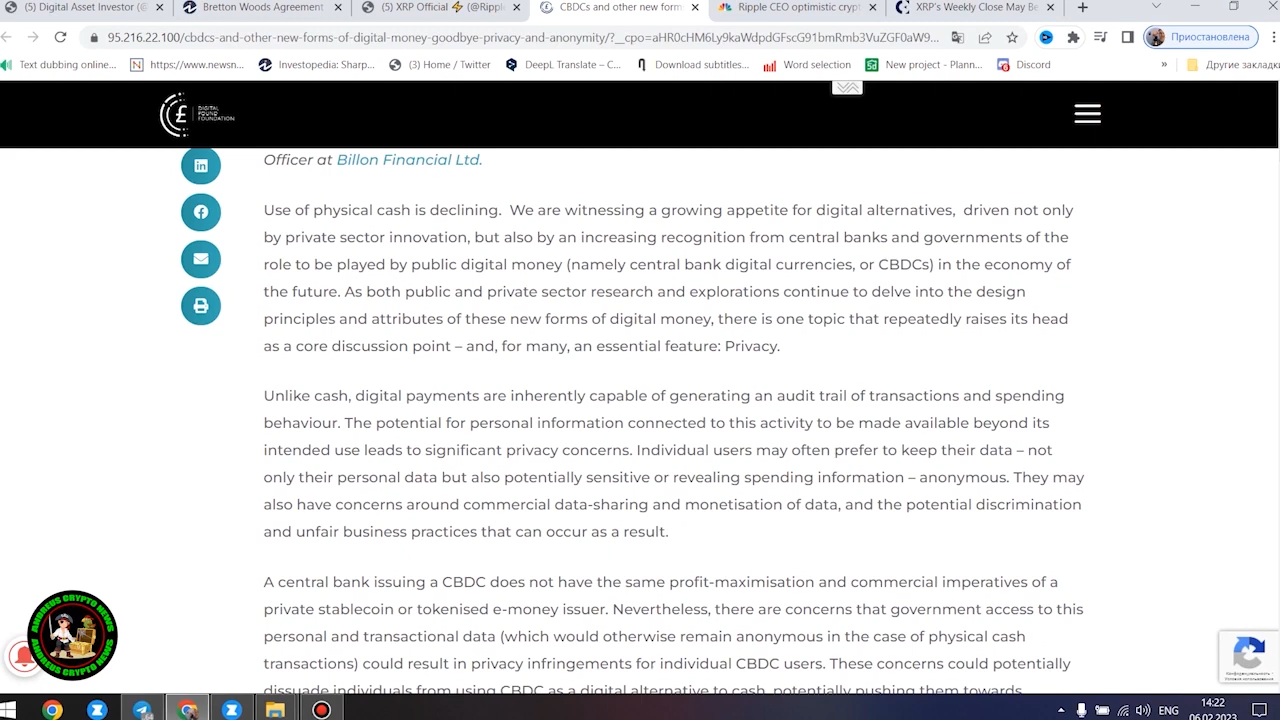 (5) Digital Asset Investor (@
Bretton Woods Agreement
(5) XRP Official ⚡ (@Rippl
CBDCs and other new form
Ripple CEO optimistic crypt
XRP's Weekly Close May Be
95.216.22.100/cbdcs-and-other-new-forms-of-digital-money-goodbye-privacy-and-anonymity/?__cpo=aHR0cHM6Ly9kaWdpdGFscG91bmRmb3VuZGF0aW9...
Приостановлена
Text dubbing online...
https://www.newsn...
Investopedia: Sharp...
(3) Home / Twitter
DeepL Translate – C...
Download subtitles...
Word selection
New project - Plann...
Discord
»
Другие закладки
DIGITAL
POUND
FOUNDATION
Officer at Billon Financial Ltd.
Use of physical cash is declining. We are witnessing a growing appetite for digital alternatives, driven not only
by private sector innovation, but also by an increasing recognition from central banks and governments of the
role to be played by public digital money (namely central bank digital currencies, or CBDCs) in the economy of
the future. As both public and private sector research and explorations continue to delve into the design
principles and attributes of these new forms of digital money, there is one topic that repeatedly raises its head
as a core discussion point – and, for many, an essential feature: Privacy.
Unlike cash, digital payments are inherently capable of generating an audit trail of transactions and spending
behaviour. The potential for personal information connected to this activity to be made available beyond its
intended use leads to significant privacy concerns. Individual users may often prefer to keep their data – not
only their personal data but also potentially sensitive or revealing spending information – anonymous. They may
also have concerns around commercial data-sharing and monetisation of data, and the potential discrimination
and unfair business practices that can occur as a result.
A central bank issuing a CBDC does not have the same profit-maximisation and commercial imperatives of a
private stablecoin or tokenised e-money issuer. Nevertheless, there are concerns that government access to this
personal and transactional data (which would otherwise remain anonymous in the case of physical cash
transactions) could result in privacy infringements for individual CBDC users. These concerns could potentially
dissuade individuals from using CBDC as a digital alternative to cash, potentially pushing them towards
ANDREUS CRYPTO NEWS
ANDREUS CRYPTO NEWS
Конфиденциальность -
Условия использования
ENG
14:22
06.02.2023